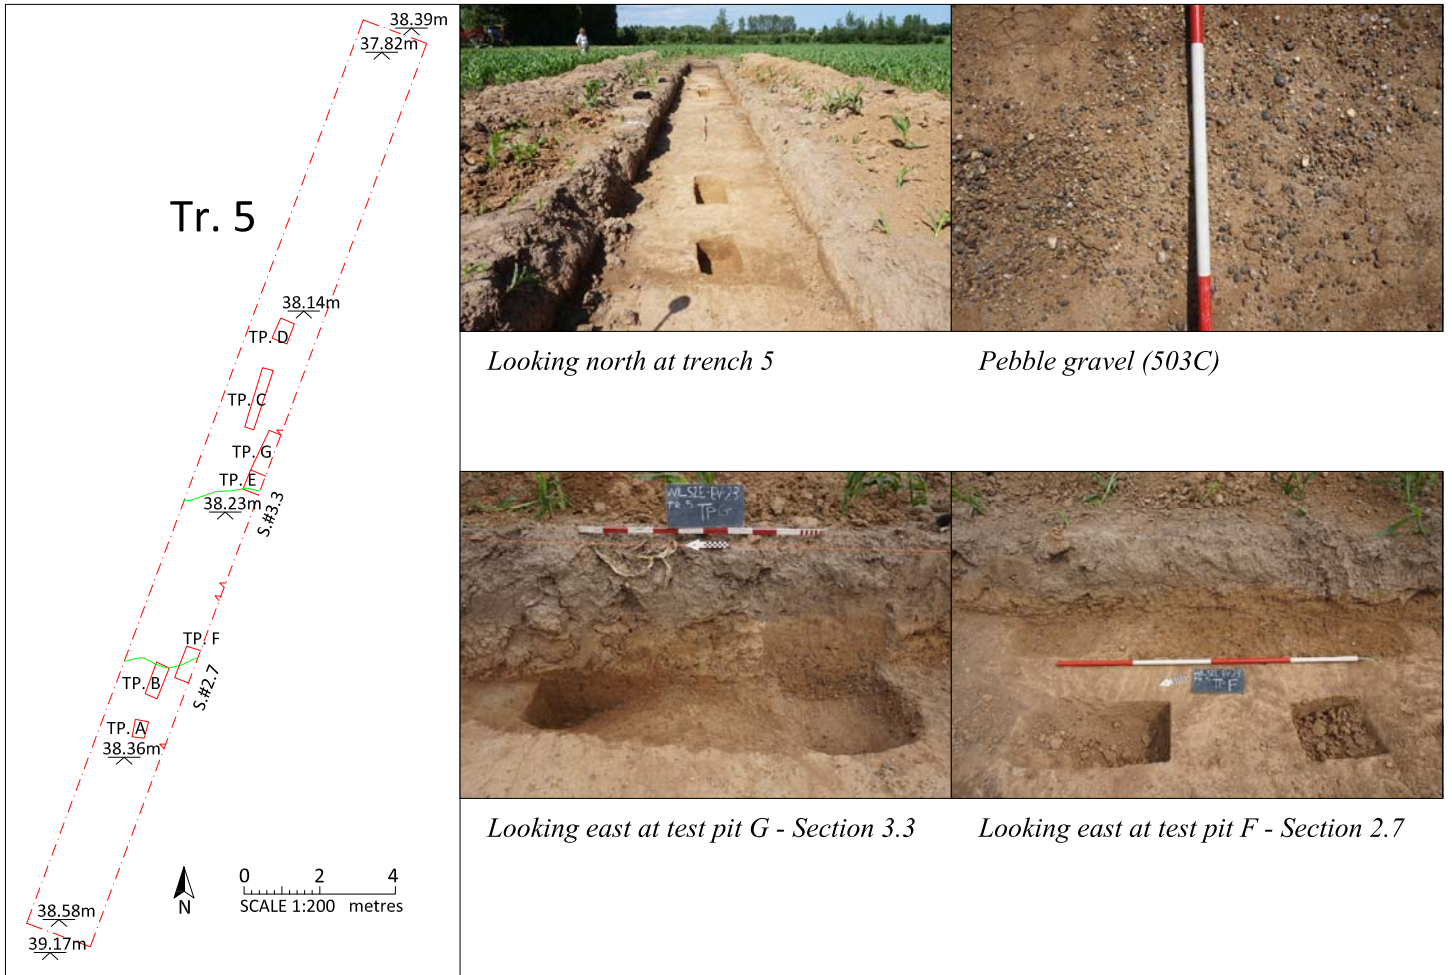 38.39m
37.82m
Tr. 5
38.14m
TP. D
TP. C
TP. G
TP. E
38.23m
S.#3.3
TP. F
TP. B
S.#2.7
TP. A
38.36m
38.58m
39.17m
N
0 2 4
SCALE 1:200 metres
Looking north at trench 5
Pebble gravel (503C)
TR.5
TPG
Looking east at test pit G - Section 3.3
TP F
Looking east at test pit F - Section 2.7